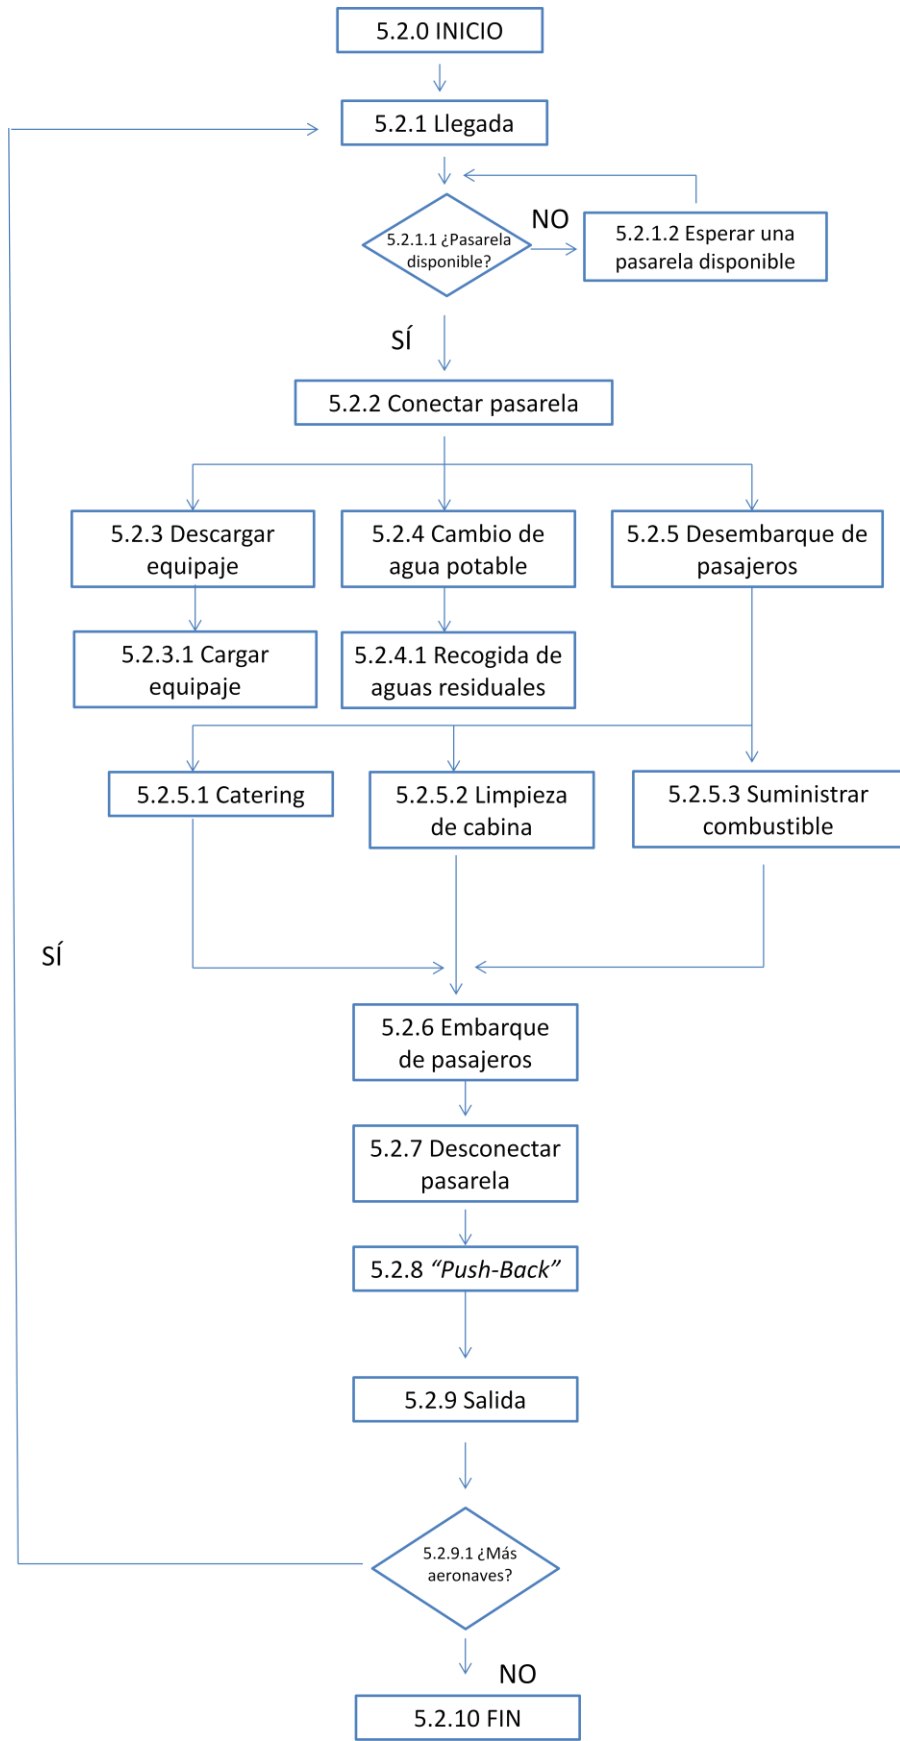 5.2.0 INICIO
5.2.1 Llegada
5.2.1.1 ¿Pasarela
disponible?
NO
5.2.1.2 Esperar una
pasarela disponible
SÍ
5.2.2 Conectar pasarela
5.2.3 Descargar
equipaje
5.2.4 Cambio de
agua potable
5.2.5 Desembarque de
pasajeros
5.2.3.1 Cargar
equipaje
5.2.4.1 Recogida de
aguas residuales
5.2.5.1 Catering
5.2.5.2 Limpieza
de cabina
5.2.5.3 Suministrar
combustible
SÍ
5.2.6 Embarque
de pasajeros
5.2.7 Desconectar
pasarela
5.2.8 “Push-Back”
5.2.9 Salida
5.2.9.1 ¿Más
aeronaves?
NO
5.2.10 FIN